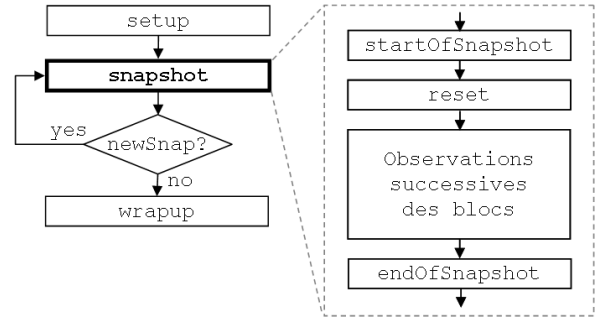 setup
snapshot
yes
newSnap?
no
wrapup
startOfSnapshot
reset
Observations
successives
des blocs
endOfSnapshot